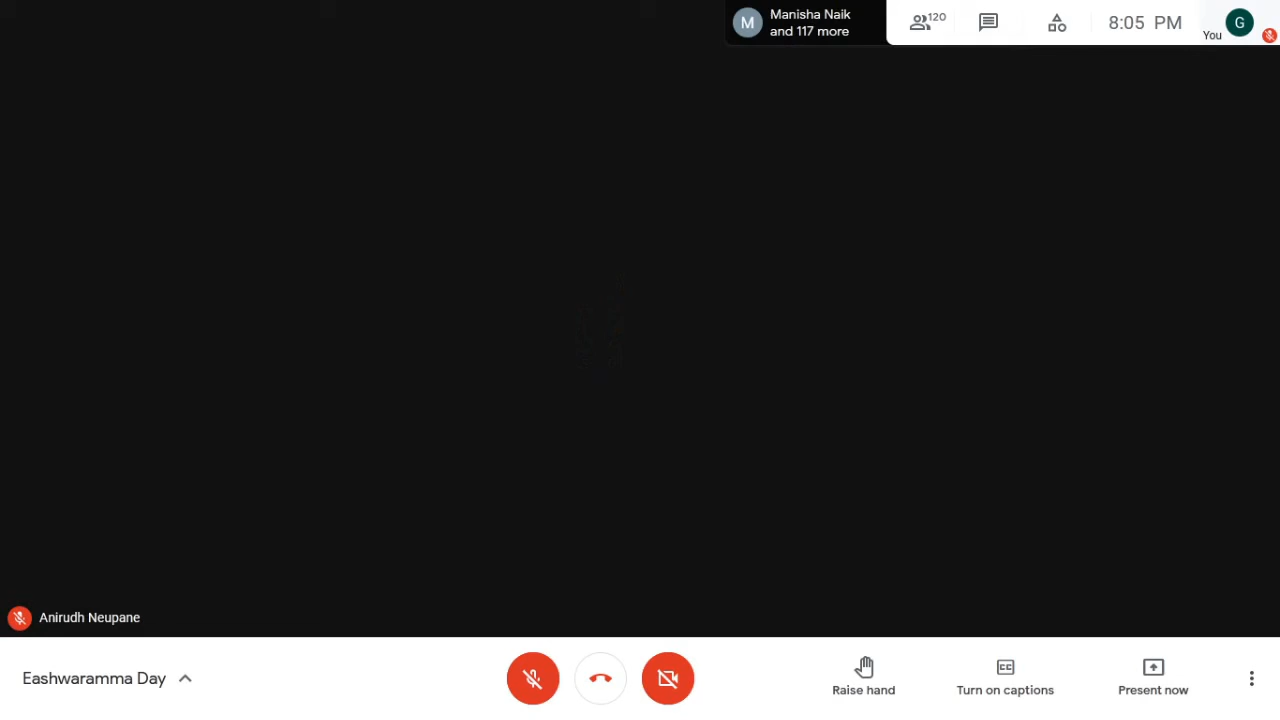 M
Manisha Naik
and 117 more
120
8:05 PM
You
G
Anirudh Neupane
Eashwaramma Day
CC
Raise hand
Turn on captions
Present now